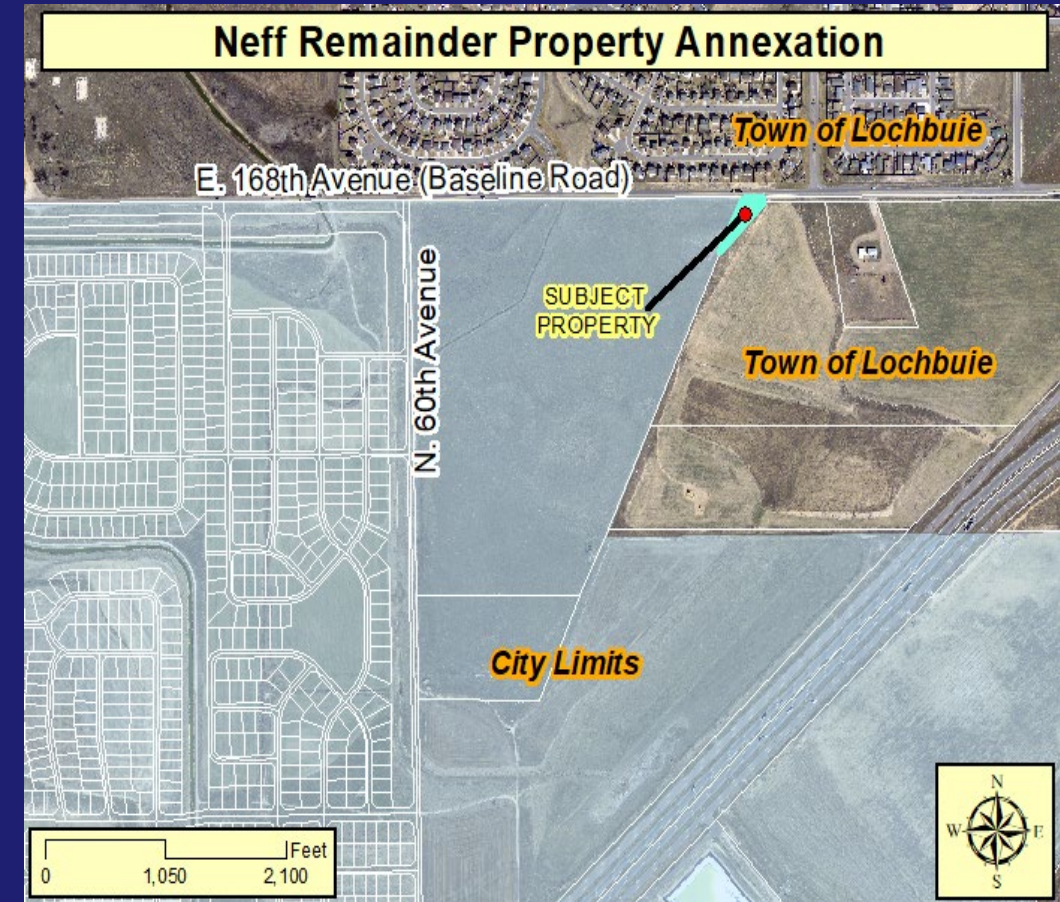 Neff Remainder Property Annexation
Town of Lochbuie
E. 168th Avenue (Baseline Road)
N. 60th Avenue
SUBJECT
PROPERTY
Town of Lochbuie
City Limits
Feet
0 1,050 2,100
N
W E
S